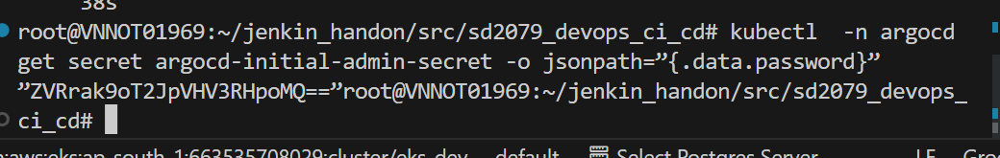 38s
root@VNNOT01969:~/jenkin_handon/src/sd2079_devops_ci_cd# kubectl  -n argocd
get secret argocd-initial-admin-secret -o jsonpath=”{.data.password}”
”ZVRrak9oT2JpVHV3RHpoMQ==”root@VNNOT01969:~/jenkin_handon/src/sd2079_devops_
ci_cd#
n:aws:eks:ap-south-1:663535708029:cluster/eks-dev default Select Postgres Server LF Gro